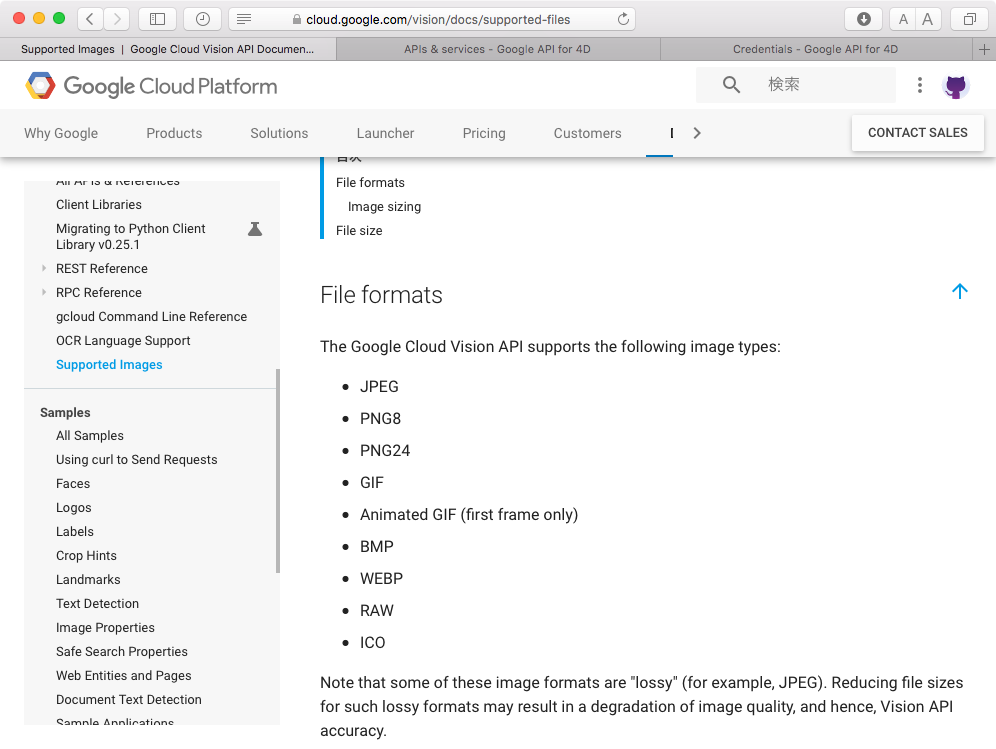 cloud.google.com/vision/docs/supported-files
A A
Supported Images | Google Cloud Vision API Documen...
APIs & services - Google API for 4D
Credentials - Google API for 4D
Google Cloud Platform
検索
Why Google
Products
Solutions
Launcher
Pricing
Customers
CONTACT SALES
All APIs & References
Client Libraries
Migrating to Python Client
Library v0.25.1
REST Reference
RPC Reference
gcloud Command Line Reference
OCR Language Support
Supported Images
Samples
All Samples
Using curl to Send Requests
Faces
Logos
Labels
Crop Hints
Landmarks
Text Detection
Image Properties
Safe Search Properties
Web Entities and Pages
Document Text Detection
Sample Applications
目次
File formats
Image sizing
File size
File formats
The Google Cloud Vision API supports the following image types:
• JPEG
• PNG8
• PNG24
• GIF
• Animated GIF (first frame only)
• BMP
• WEBP
• RAW
• ICO
Note that some of these image formats are "lossy" (for example, JPEG). Reducing file sizes
for such lossy formats may result in a degradation of image quality, and hence, Vision API
accuracy.